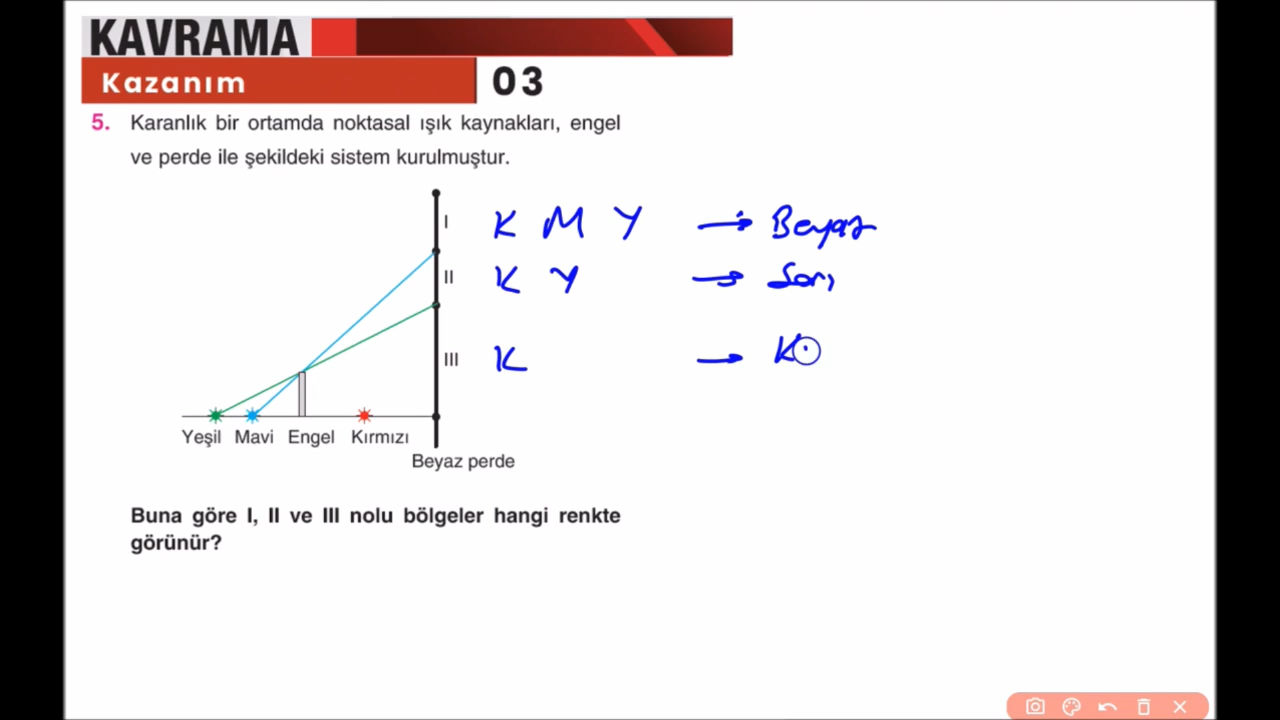 KAVRAMA
Kazanım 03
5. Karanlık bir ortamda noktasal ışık kaynakları, engel
ve perde ile şekildeki sistem kurulmuştur.
I K M Y → Beyaz
II K Y → Sarı
III K → K
Yeşil Mavi Engel Kırmızı
Beyaz perde
Buna göre I, II ve III nolu bölgeler hangi renkte
görünür?